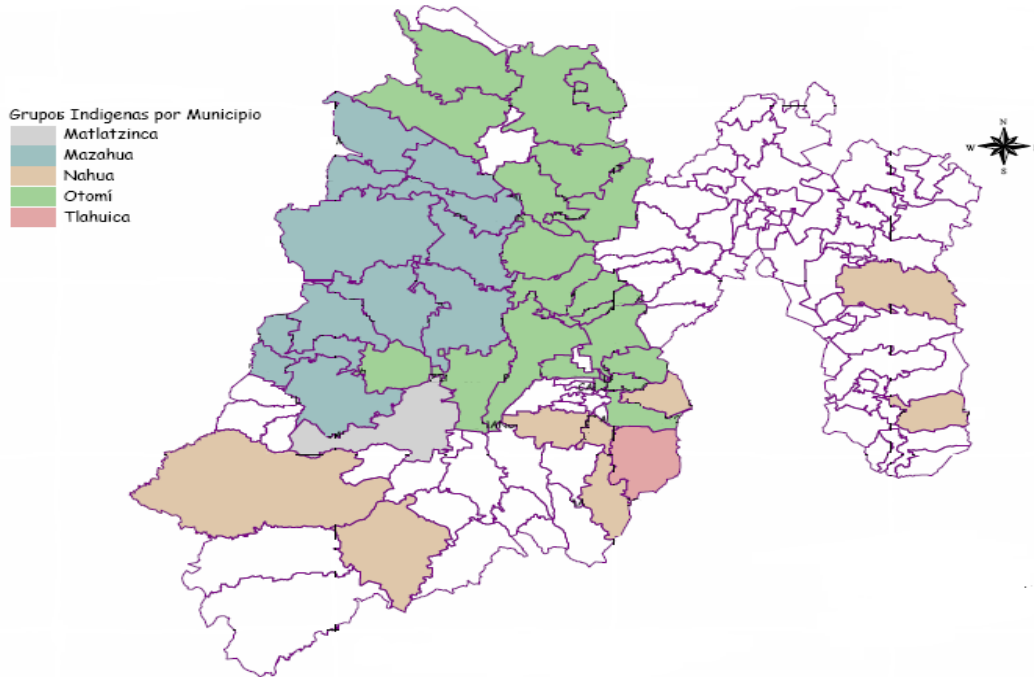 Grupos Indigenas por Municipio
Matlatzinca
Mazahua
Nahua
Otomí
Tlahuica
N
W
S